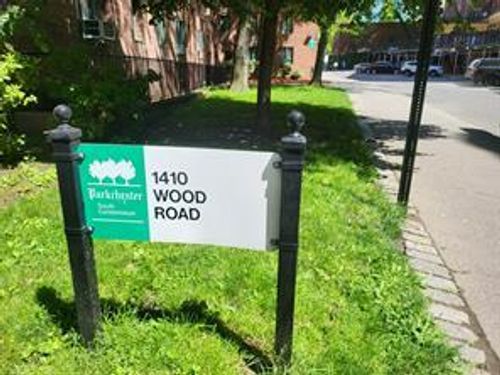 Parkchester
South
Condominium
1410
WOOD
ROAD